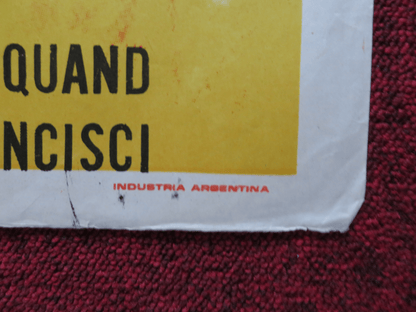 QUAND
NCISCI
INDUSTRIA ARGENTINA